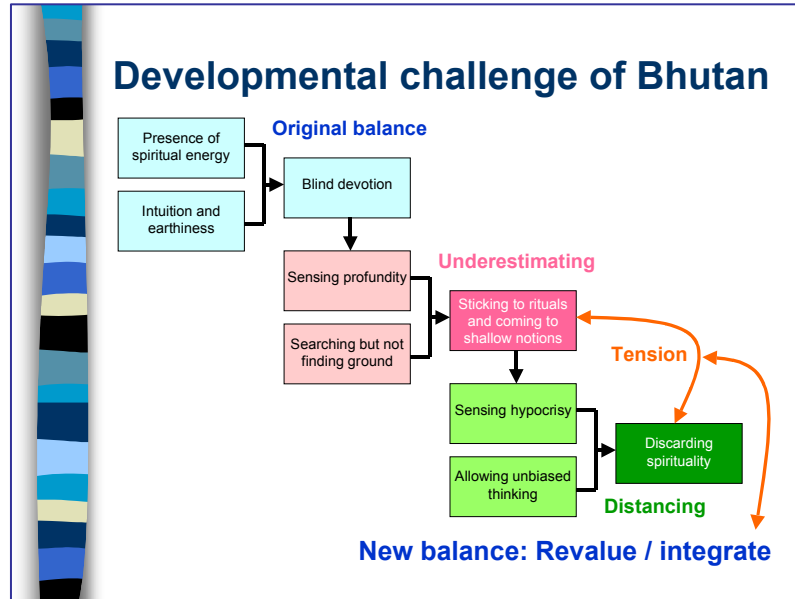 Developmental challenge of Bhutan
Original balance
Presence of
spiritual energy
Blind devotion
Intuition and
earthiness
Sensing profundity
Underestimating
Sticking to rituals
and coming to
shallow notions
Searching but not
finding ground
Tension
Sensing hypocrisy
Discarding
spirituality
Allowing unbiased
thinking
Distancing
New balance: Revalue / integrate